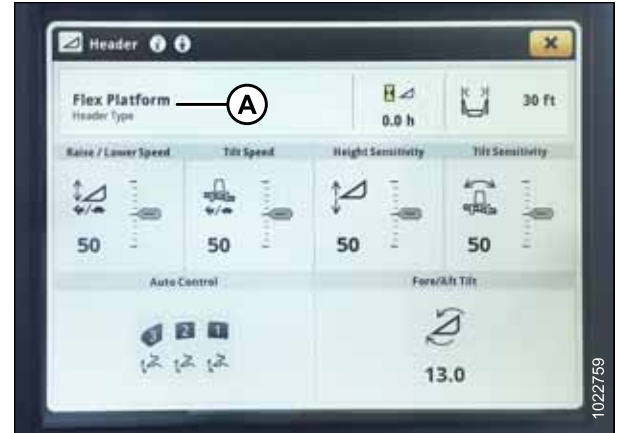 Header
Flex Platform
A
Header Type
0.0 h
30 ft
Raise / Lower Speed
Tilt Speed
Height Sensitivity
Tilt Sensitivity
50
50
50
50
Auto Control
Fore/Aft Tilt
3 2 1
13.0
1022759